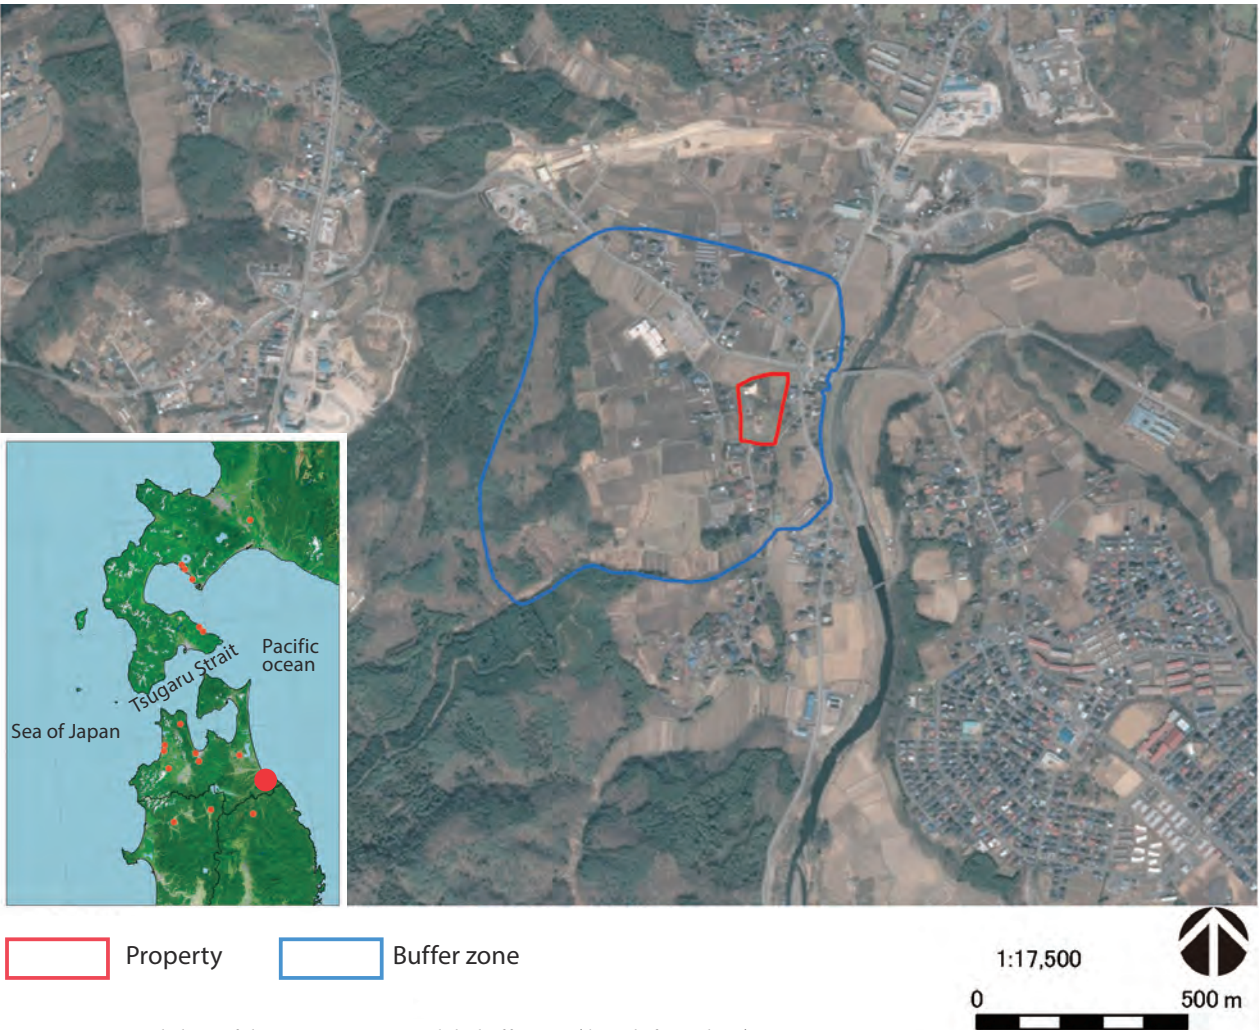 Pacific
ocean
Tsugaru Strait
Sea of Japan
Property
Buffer zone
1:17,500
0
500 m